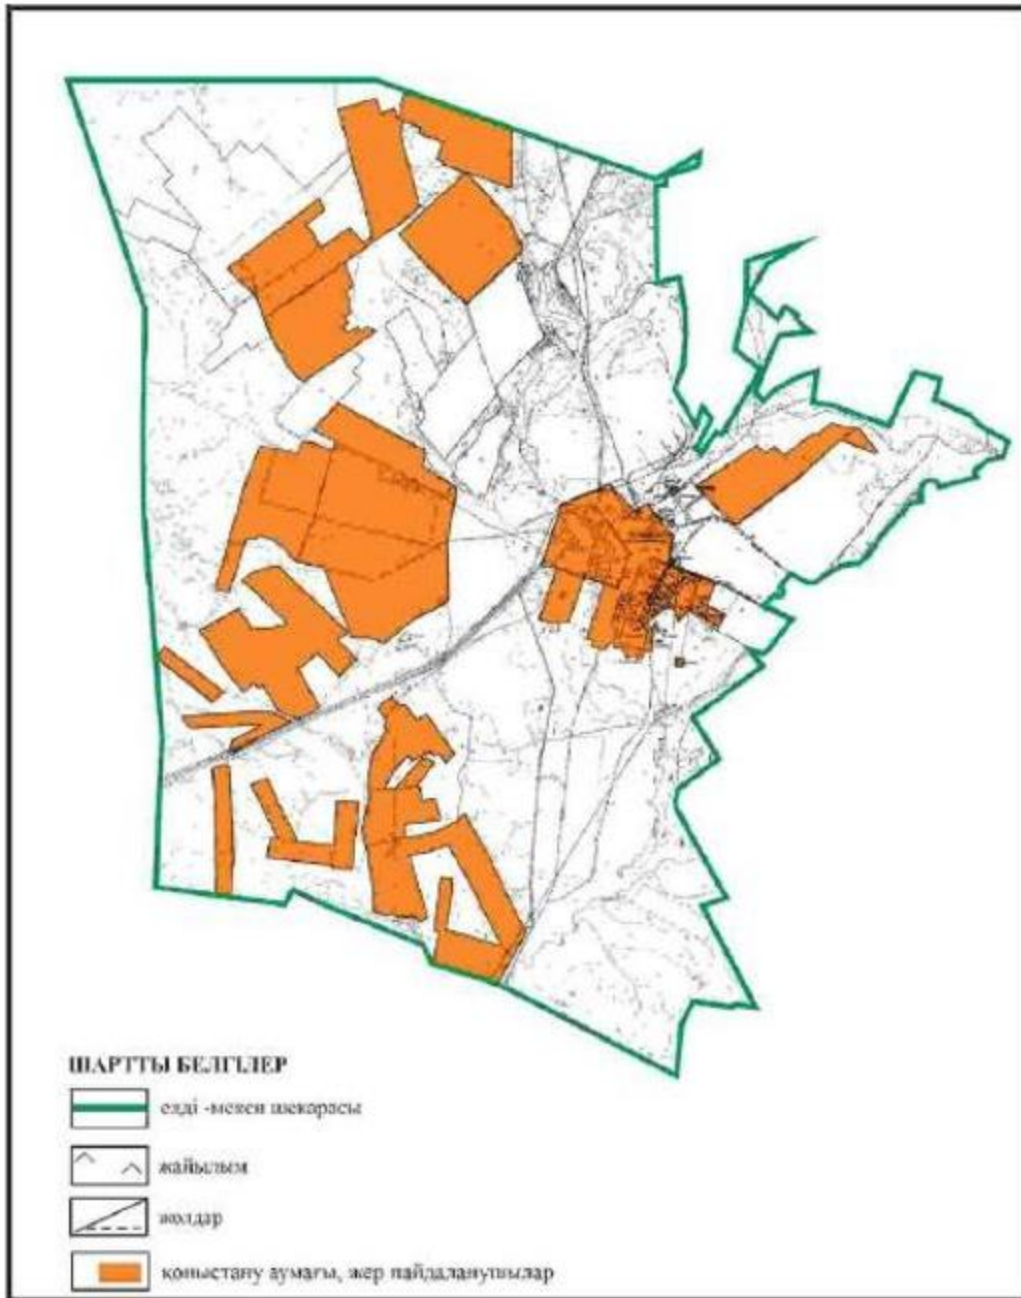 ШАРТТЫ БЕЛГІЛЕР
елді -мекен шекарасы
жайылым
жолдар
қоныстану аумағы, жер пайдаланушылар